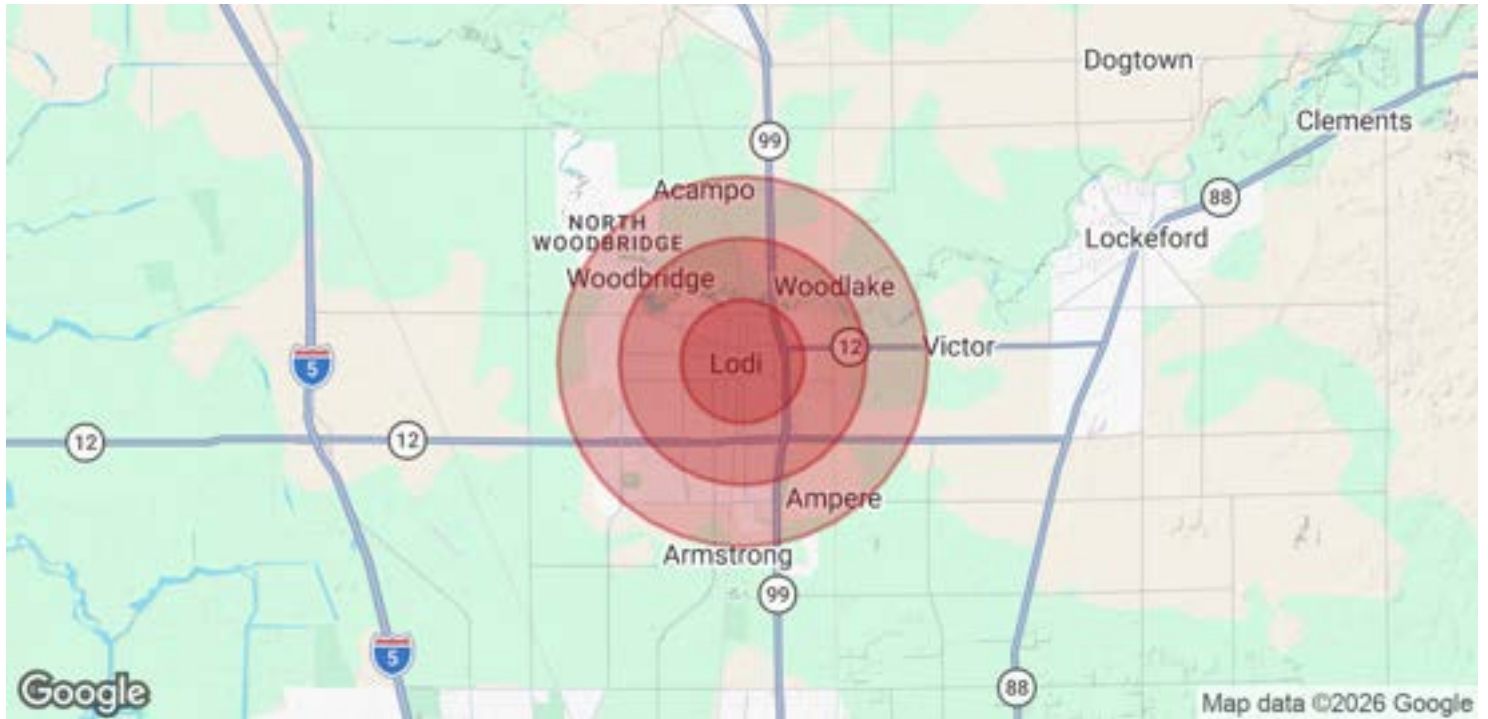 Dogtown
Clements
99
Acampo
88
NORTH
WOODBRIDGE
Lockeford
Woodbridge
Woodlake
12
Victor
5
Lodi
12
12
Ampere
Armstrong
99
5
88
Google
Map data ©2026 Google